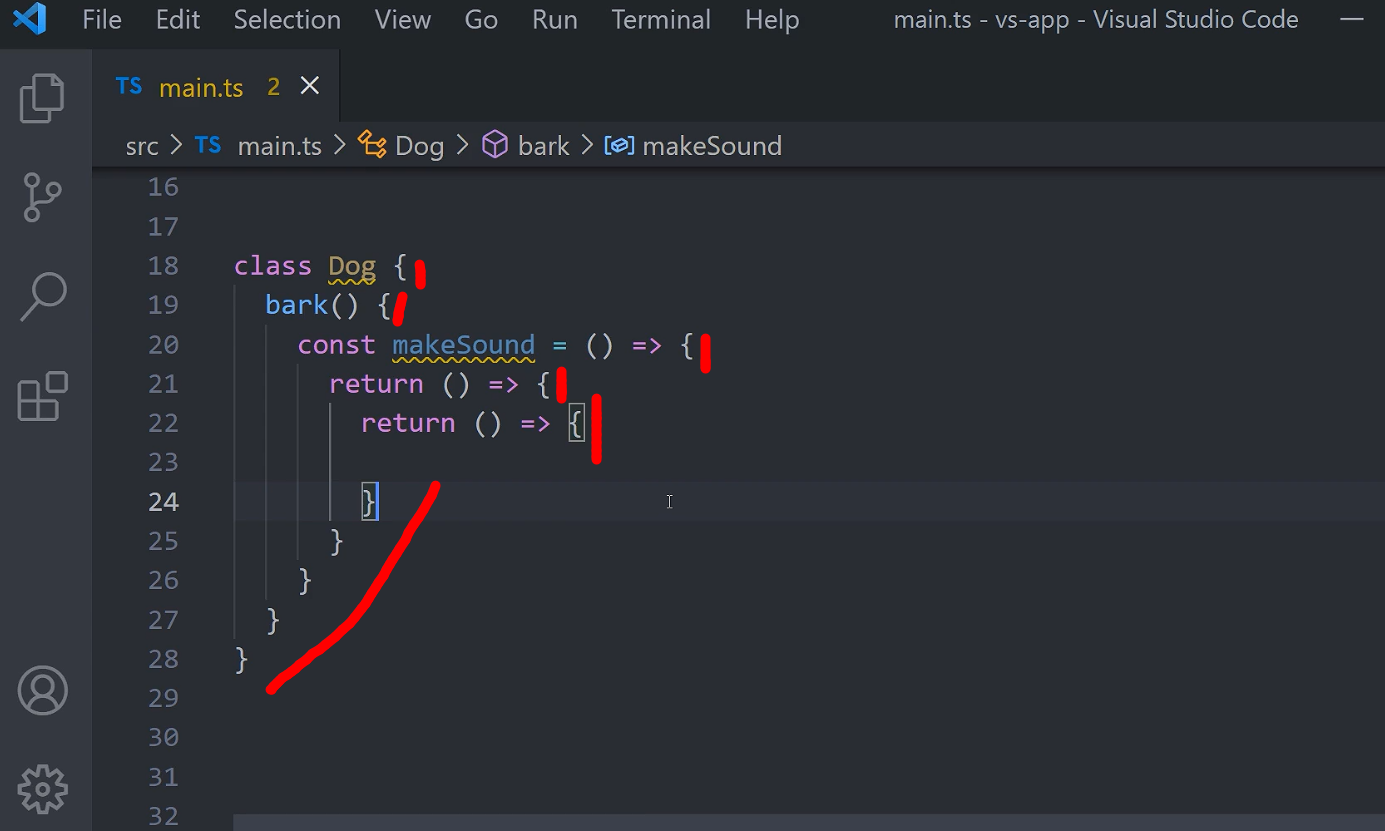 File Edit Selection View Go Run Terminal Help main.ts - vs-app - Visual Studio Code
TS main.ts 2
src > TS main.ts > Dog > bark > makeSound
16
17
18 class Dog {
19 bark() {
20 const makeSound = () => {
21 return () => {
22 return () => {
23
24 }
25 }
26 }
27 }
28 }
29
30
31
32